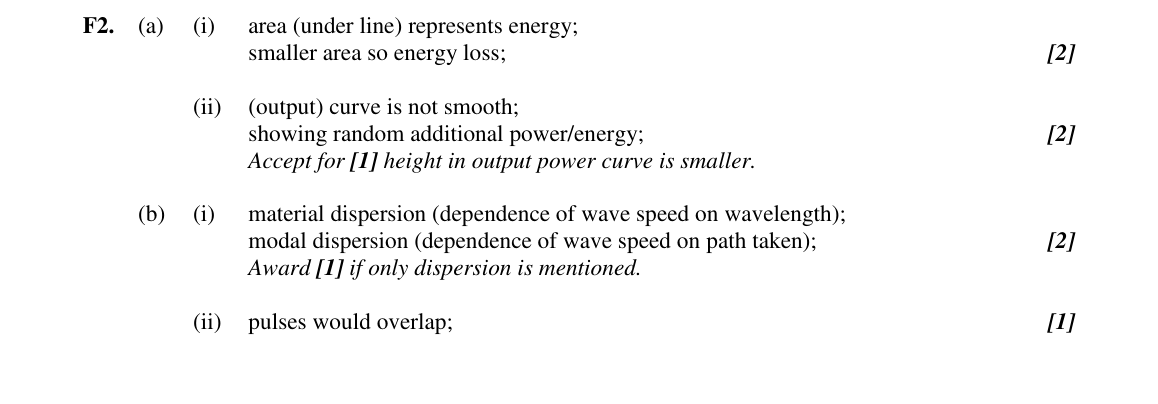 F2. (a) (i) area (under line) represents energy;
smaller area so energy loss; [2]
(ii) (output) curve is not smooth;
showing random additional power/energy; [2]
Accept for [1] height in output power curve is smaller.
(b) (i) material dispersion (dependence of wave speed on wavelength);
modal dispersion (dependence of wave speed on path taken); [2]
Award [1] if only dispersion is mentioned.
(ii) pulses would overlap; [1]